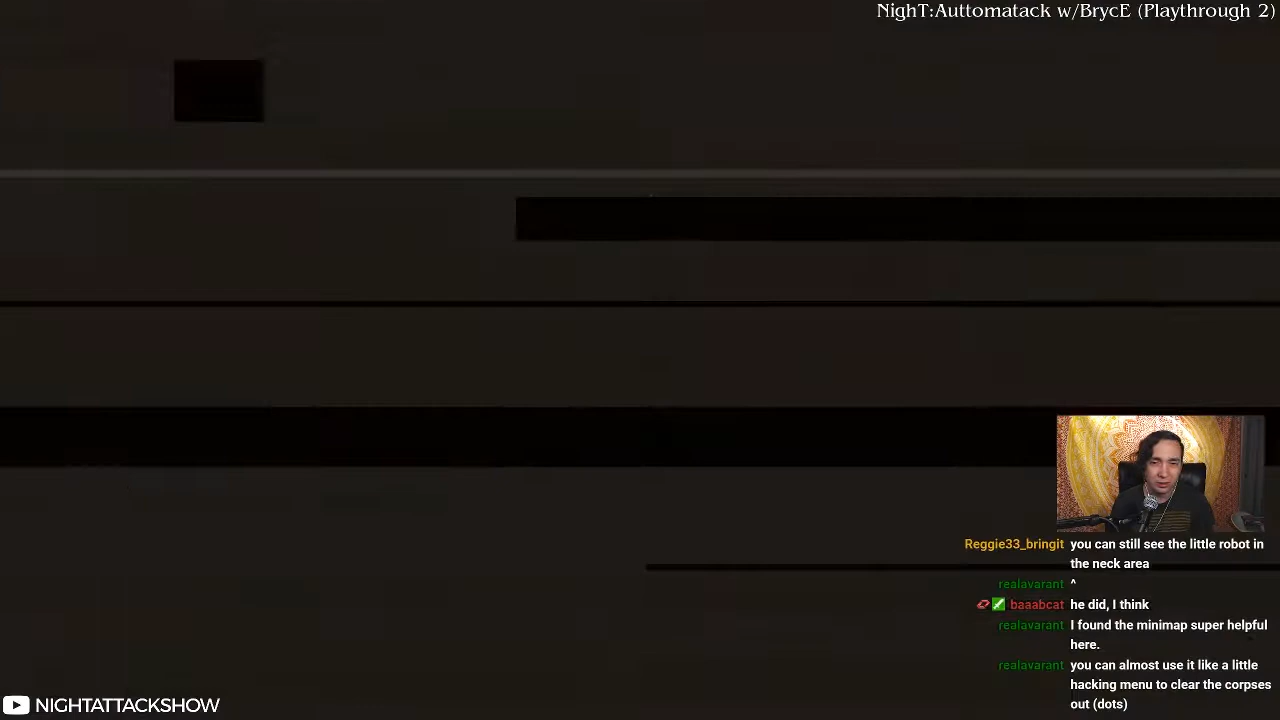 NighT:Auttomatack w/BrycE (Playthrough 2)
Reggie33_bringit you can still see the little robot in
the neck area
realavarant ^
baaabcat he did, I think
realavarant I found the minimap super helpful
here.
realavarant you can almost use it like a little
hacking menu to clear the corpses
out (dots)
NIGHTATTACKSHOW